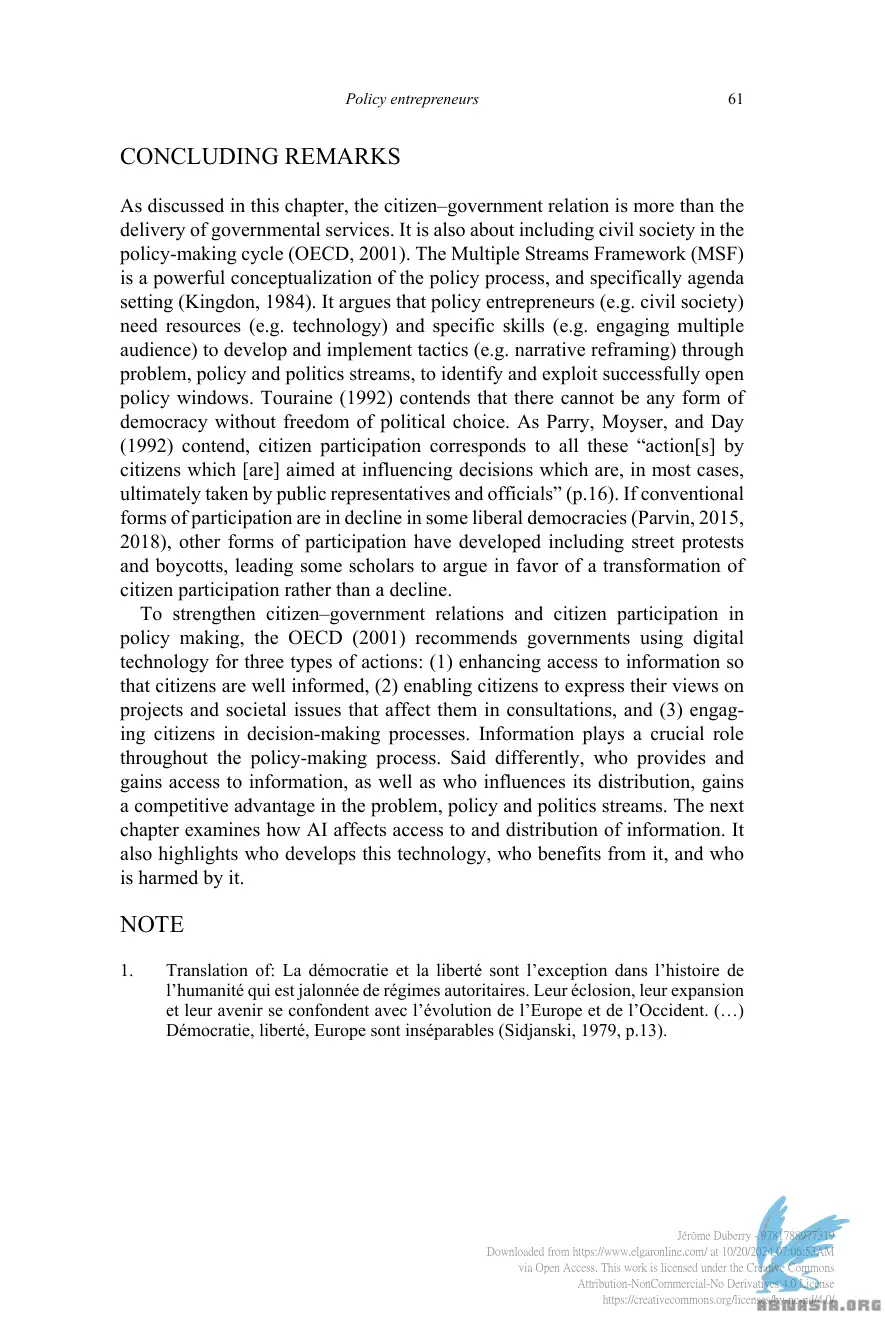 Policy entrepreneurs 61
CONCLUDING REMARKS
As discussed in this chapter, the citizen–government relation is more than the
delivery of governmental services. It is also about including civil society in the
policy-making cycle (OECD, 2001). The Multiple Streams Framework (MSF)
is a powerful conceptualization of the policy process, and specifically agenda
setting (Kingdon, 1984). It argues that policy entrepreneurs (e.g. civil society)
need resources (e.g. technology) and specific skills (e.g. engaging multiple
audience) to develop and implement tactics (e.g. narrative reframing) through
problem, policy and politics streams, to identify and exploit successfully open
policy windows. Touraine (1992) contends that there cannot be any form of
democracy without freedom of political choice. As Parry, Moyser, and Day
(1992) contend, citizen participation corresponds to all these “action[s] by
citizens which [are] aimed at influencing decisions which are, in most cases,
ultimately taken by public representatives and officials” (p.16). If conventional
forms of participation are in decline in some liberal democracies (Parvin, 2015,
2018), other forms of participation have developed including street protests
and boycotts, leading some scholars to argue in favor of a transformation of
citizen participation rather than a decline.
To strengthen citizen–government relations and citizen participation in
policy making, the OECD (2001) recommends governments using digital
technology for three types of actions: (1) enhancing access to information so
that citizens are well informed, (2) enabling citizens to express their views on
projects and societal issues that affect them in consultations, and (3) engag-
ing citizens in decision-making processes. Information plays a crucial role
throughout the policy-making process. Said differently, who provides and
gains access to information, as well as who influences its distribution, gains
a competitive advantage in the problem, policy and politics streams. The next
chapter examines how AI affects access to and distribution of information. It
also highlights who develops this technology, who benefits from it, and who
is harmed by it.
NOTE
1. Translation of: La démocratie et la liberté sont l’exception dans l’histoire de
l’humanité qui est jalonnée de régimes autoritaires. Leur éclosion, leur expansion
et leur avenir se confondent avec l’évolution de l’Europe et de l’Occident. (…)
Démocratie, liberté, Europe sont inséparables (Sidjanski, 1979, p.13).
Jérôme Duberry - 9781788977319
Downloaded from https://www.elgaronline.com/ at 10/20/2024 07:06:53AM
via Open Access. This work is licensed under the Creative Commons
Attribution-NonCommercial-No Derivatives 4.0 License
https://creativecommons.org/licenses/by-nc-nd/4.0/
ABNASIA.ORG